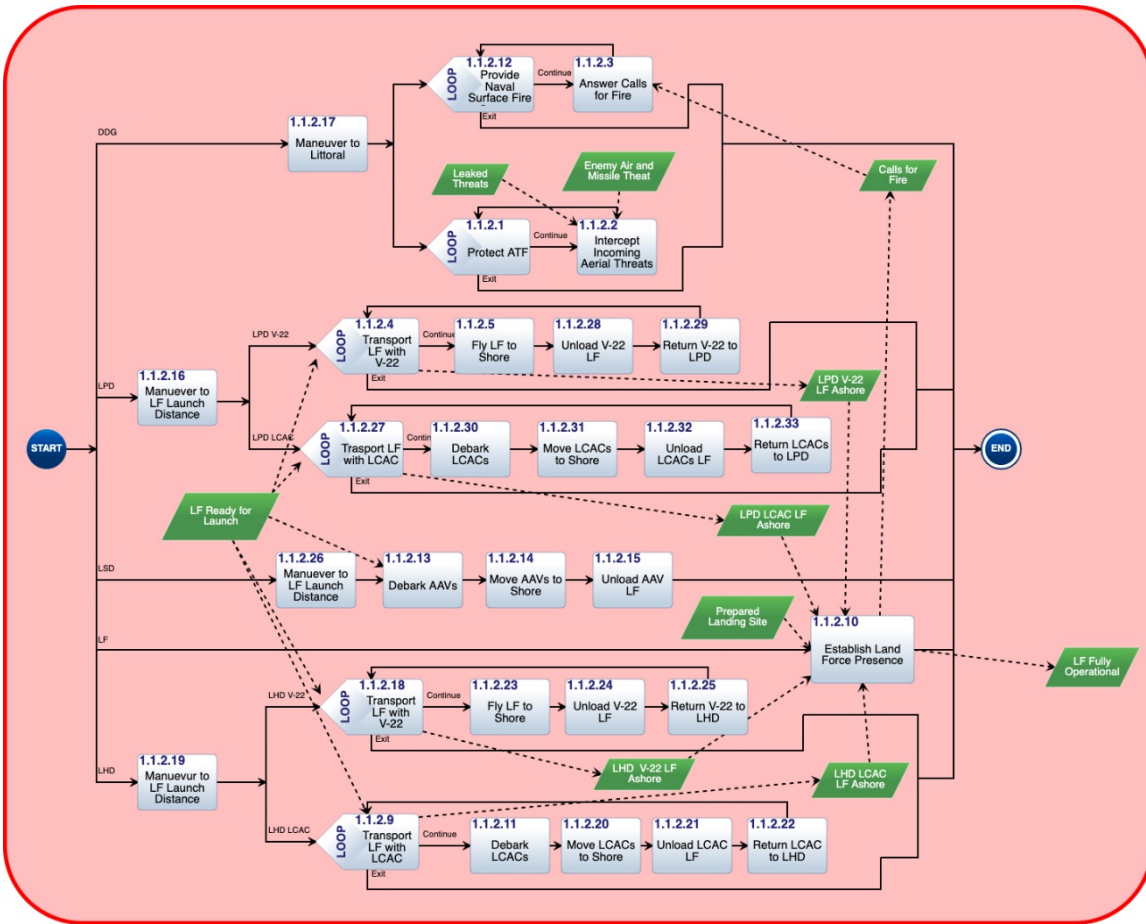 START
DDG
1.1.2.17
Maneuver to
Littoral
LOOP
1.1.2.12
Provide
Naval
Surface Fire
Continue
Exit
1.1.2.3
Answer Calls
for Fire
Leaked
Threats
Enemy Air and
Missile Theat
Calls for
Fire
LOOP
1.1.2.1
Protect ATF
Continue
Exit
1.1.2.2
Intercept
Incoming
Aerial Threats
LPD
1.1.2.16
Maneuver to
LF Launch
Distance
LPD V-22
LOOP
1.1.2.4
Transport
LF with
V-22
Continue
Exit
1.1.2.5
Fly LF to
Shore
1.1.2.28
Unload V-22
LF
1.1.2.29
Return V-22 to
LPD
LPD V-22
LF Ashore
LPD LCAC
LOOP
1.1.2.27
Trasport LF
with LCAC
Contin
Exit
1.1.2.30
Debark
LCACs
1.1.2.31
Move LCACs
to Shore
1.1.2.32
Unload
LCACs LF
1.1.2.33
Return LCACs
to LPD
LF Ready for
Launch
LPD LCAC LF
Ashore
LSD
1.1.2.26
Manuever to
LF Launch
Distance
1.1.2.13
Debark AAVs
1.1.2.14
Move AAVs to
Shore
1.1.2.15
Unload AAV
LF
Prepared
Landing Site
LF
1.1.2.10
Establish Land
Force Presence
LF Fully
Operational
LHD
1.1.2.19
Manuevur to
LF Launch
Distance
LHD V-22
LOOP
1.1.2.18
Transport
LF with
V-22
Continue
Exit
1.1.2.23
Fly LF to
Shore
1.1.2.24
Unload V-22
LF
1.1.2.25
Return V-22 to
LHD
LHD V-22 LF
Ashore
LHD LCAC
LF Ashore
LHD LCAC
LOOP
1.1.2.9
Transport
LF with
LCAC
Continue
Exit
1.1.2.11
Debark
LCACs
1.1.2.20
Move LCACs
to Shore
1.1.2.21
Unload LCAC
LF
1.1.2.22
Return LCAC
to LHD
END